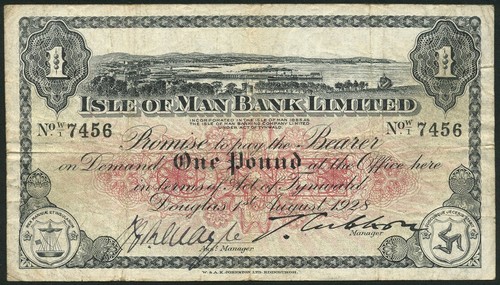 1 1
ISLE OF MAN BANK LIMITED
INCORPORATED IN THE ISLE OF MAN 1865 AS
THE ISLE OF MAN BANKING COMPANY LIMITED
UNDER ACT OF TYNWALD
No W/1 7456 No W/1 7456
Promise to pay the Bearer
on Demand One Pound at the Office here
in terms of Act of Tynwald.
Douglas 1st August 1928
Asst. Manager
Manager
W. & A. K. JOHNSTON LTD. EDINBURGH.